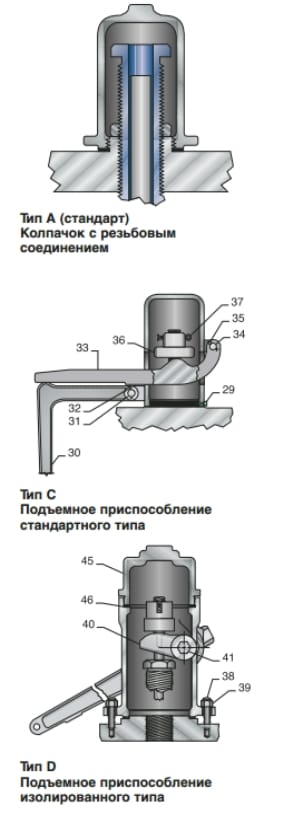 Тип А (стандарт)
Колпачок с резьбовым
соединением
37
35
36
34
33
32
31
29
30
Тип С
Подъемное приспособление
стандартного типа
45
46
40
41
38
39
Тип D
Подъемное приспособление
изолированного типа